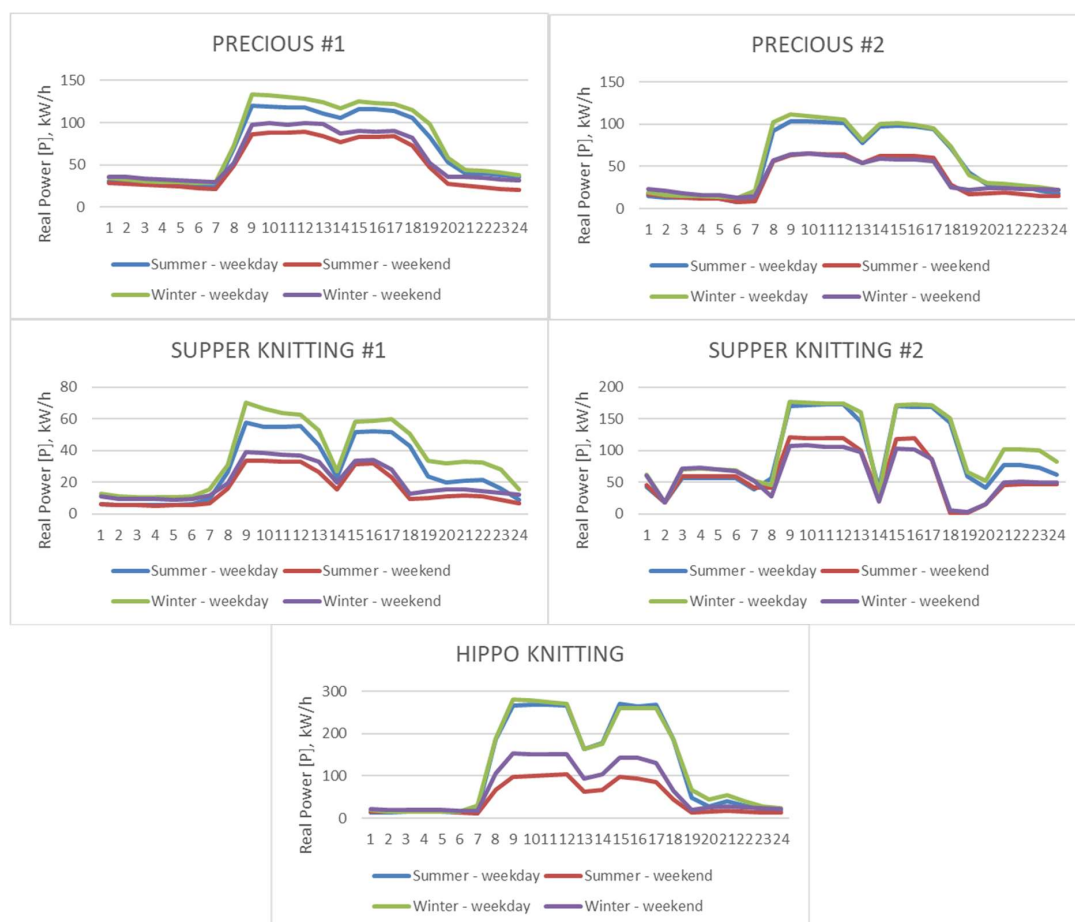 PRECIOUS #1
Real Power [P], kW/h
150
100
50
0
1 2 3 4 5 6 7 8 9 10 11 12 13 14 15 16 17 18 19 20 21 22 23 24
Summer - weekday
Summer - weekend
Winter - weekday
Winter - weekend
PRECIOUS #2
Real Power [P], kW/h
150
100
50
0
1 2 3 4 5 6 7 8 9 10 11 12 13 14 15 16 17 18 19 20 21 22 23 24
Summer - weekday
Summer - weekend
Winter - weekday
Winter - weekend
SUPPER KNITTING #1
Real Power [P], kW/h
80
60
40
20
0
1 2 3 4 5 6 7 8 9 10 11 12 13 14 15 16 17 18 19 20 21 22 23 24
Summer - weekday
Summer - weekend
Winter - weekday
Winter - weekend
SUPPER KNITTING #2
Real Power [P], kW/h
200
150
100
50
0
1 2 3 4 5 6 7 8 9 10 11 12 13 14 15 16 17 18 19 20 21 22 23 24
Summer - weekday
Summer - weekend
Winter - weekday
Winter - weekend
HIPPO KNITTING
Real Power [P], kW/h
300
200
100
0
1 2 3 4 5 6 7 8 9 10 11 12 13 14 15 16 17 18 19 20 21 22 23 24
Summer - weekday
Summer - weekend
Winter - weekday
Winter - weekend